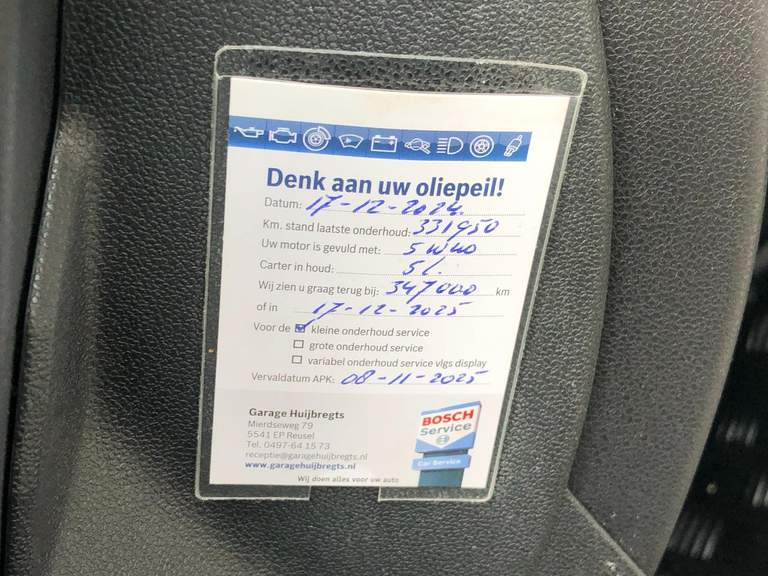 Denk aan uw oliepeil!
Datum: 17-12-2024.
Km. stand laatste onderhoud: 331950
Uw motor is gevuld met: 5W40
Carter in houd: 5 l.
Wij zien u graag terug bij: 347000 km
of in 17-12-2025
Voor de kleine onderhoud service
grote onderhoud service
variabel onderhoud service vlgs display
Vervaldatum APK: 08-11-2025
Garage Huijbregts
Mierdseweg 79
5541 EP Reusel
Tel. 0497-64 15 73
receptie@garagehuijbregts.nl
www.garagehuijbregts.nl
BOSCH
Service
Car Service
Wij doen alles voor uw auto